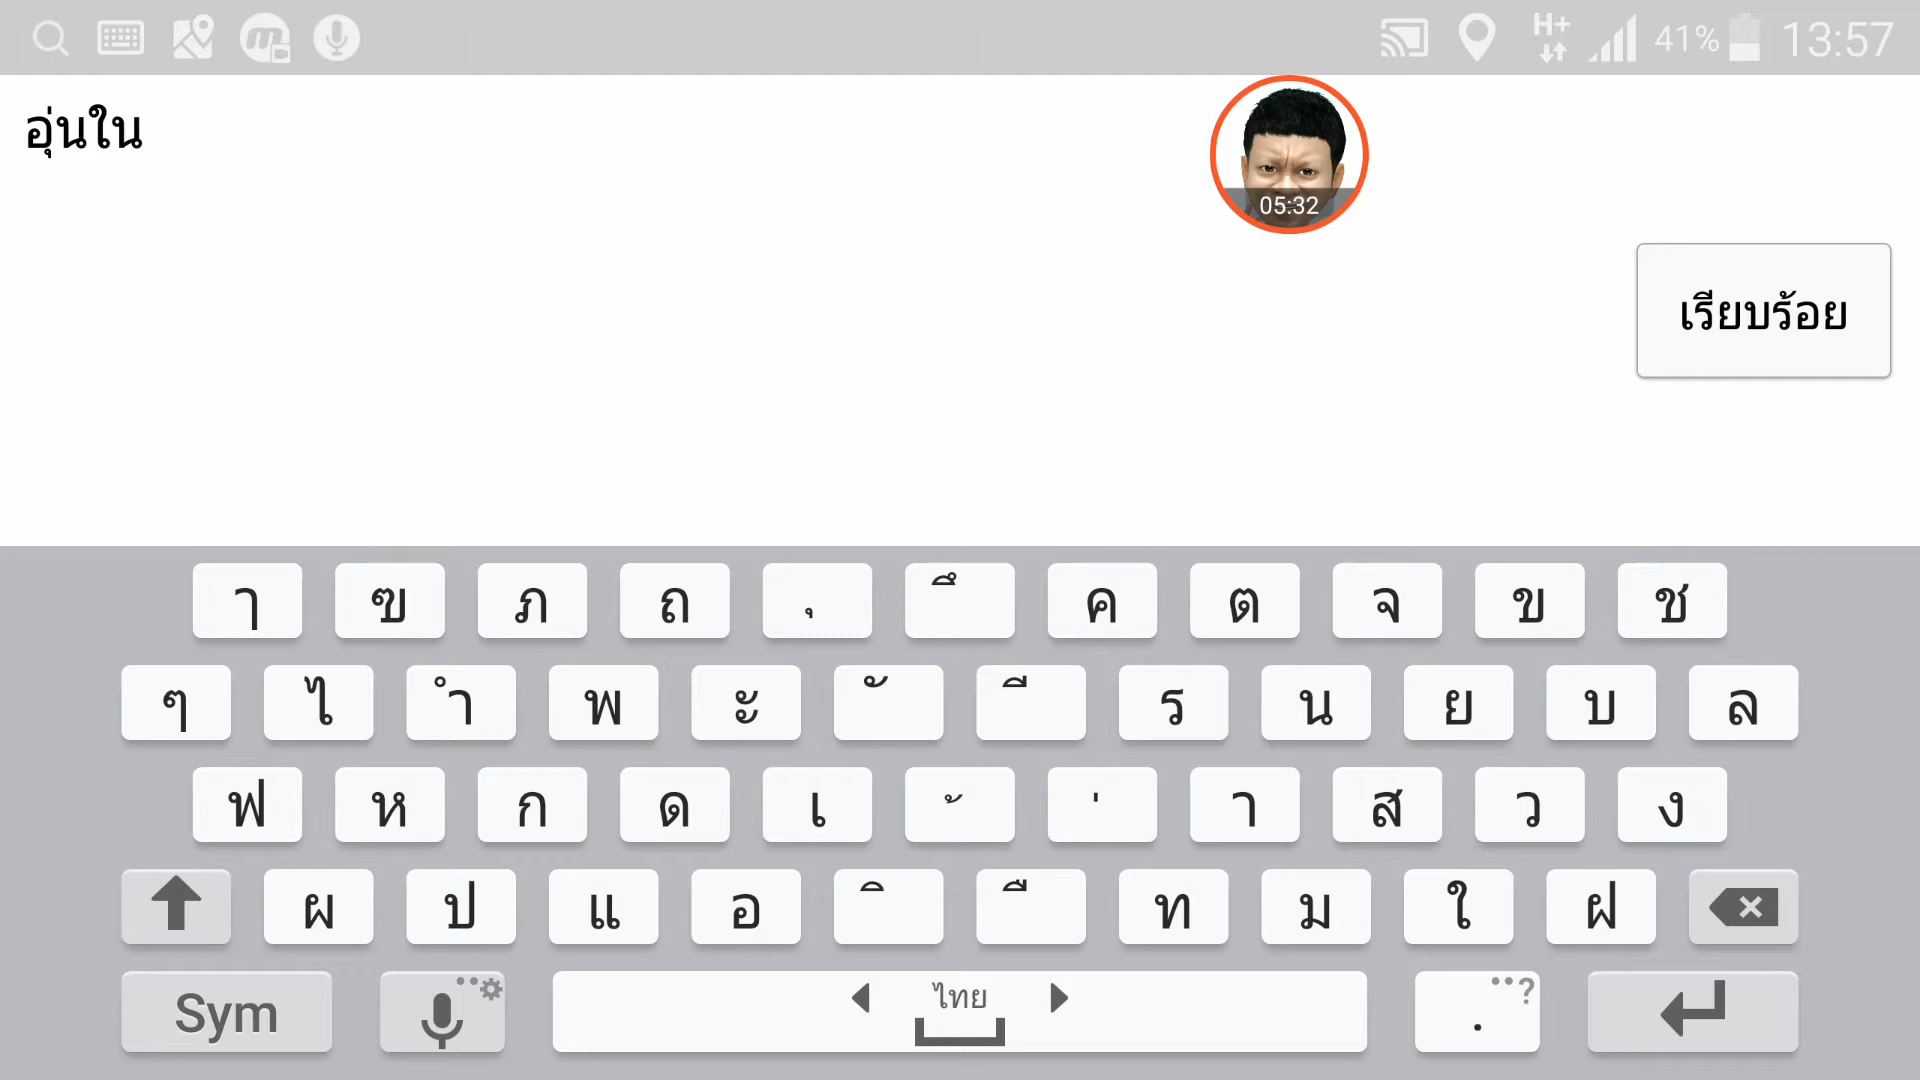 H+ 41% 13:57
อุ่นใน
05:32
เรียบร้อย
ๅ ฃ ภ ถ ุ ึ ค ต จ ข ช
ๆ ไ ำ พ ะ ั ี ร น ย บ ล
ฟ ห ก ด เ ้ ่ า ส ว ง
ผ ป แ อ ิ ื ท ม ใ ฝ
Sym ไทย . ?